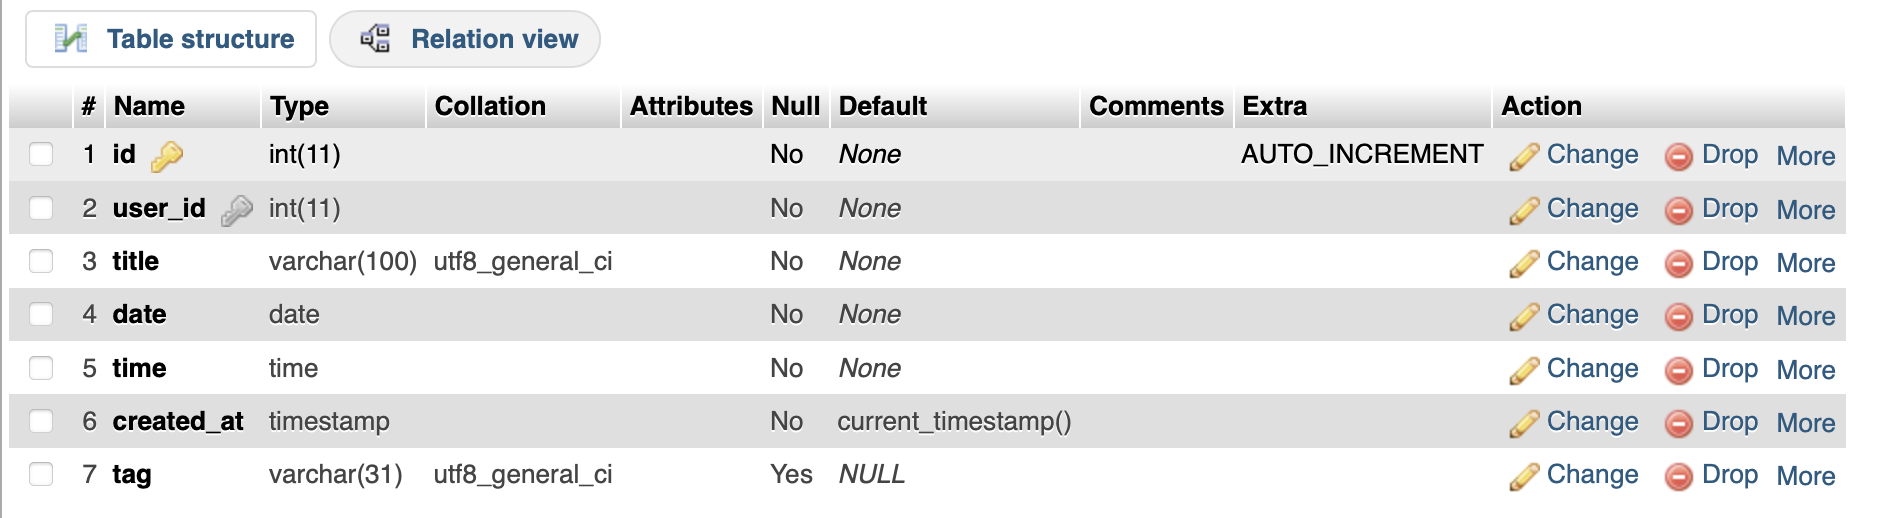 Table structure Relation view
# Name Type Collation Attributes Null Default Comments Extra Action
1 id int(11) No None AUTO_INCREMENT Change Drop More
2 user_id int(11) No None Change Drop More
3 title varchar(100) utf8_general_ci No None Change Drop More
4 date date No None Change Drop More
5 time time No None Change Drop More
6 created_at timestamp No current_timestamp() Change Drop More
7 tag varchar(31) utf8_general_ci Yes NULL Change Drop More